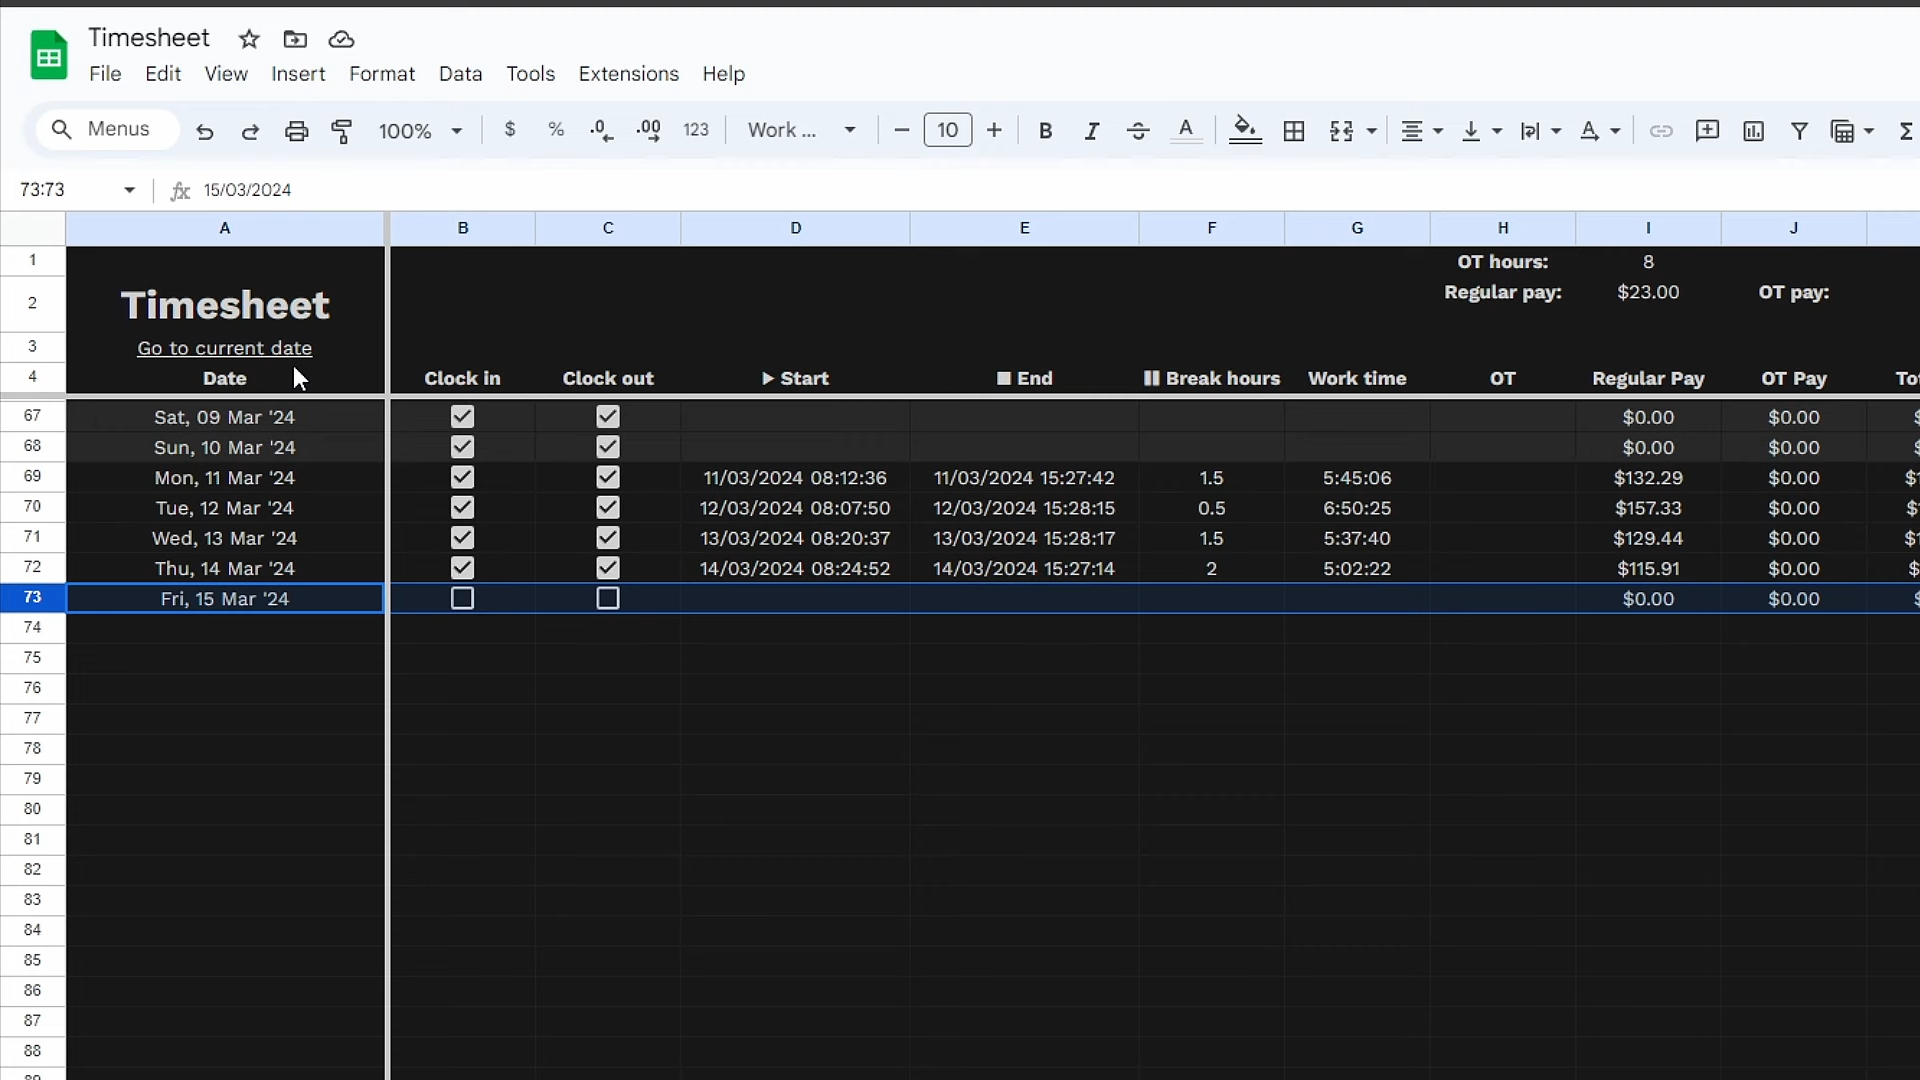 Timesheet
File Edit View Insert Format Data Tools Extensions Help
Menus 100% $ % .0 .00 123 Work ... 10 B I S A A Σ
73:73 fx 15/03/2024
A B C D E F G H I J
1 OT hours: 8
2 Timesheet Regular pay: $23.00 OT pay:
3 Go to current date
4 Date Clock in Clock out Start End Break hours Work time OT Regular Pay OT Pay
67 Sat, 09 Mar '24 $0.00 $0.00
68 Sun, 10 Mar '24 $0.00 $0.00
69 Mon, 11 Mar '24 11/03/2024 08:12:36 11/03/2024 15:27:42 1.5 5:45:06 $132.29 $0.00
70 Tue, 12 Mar '24 12/03/2024 08:07:50 12/03/2024 15:28:15 0.5 6:50:25 $157.33 $0.00
71 Wed, 13 Mar '24 13/03/2024 08:20:37 13/03/2024 15:28:17 1.5 5:37:40 $129.44 $0.00
72 Thu, 14 Mar '24 14/03/2024 08:24:52 14/03/2024 15:27:14 2 5:02:22 $115.91 $0.00
73 Fri, 15 Mar '24 $0.00 $0.00
74
75
76
77
78
79
80
81
82
83
84
85
86
87
88